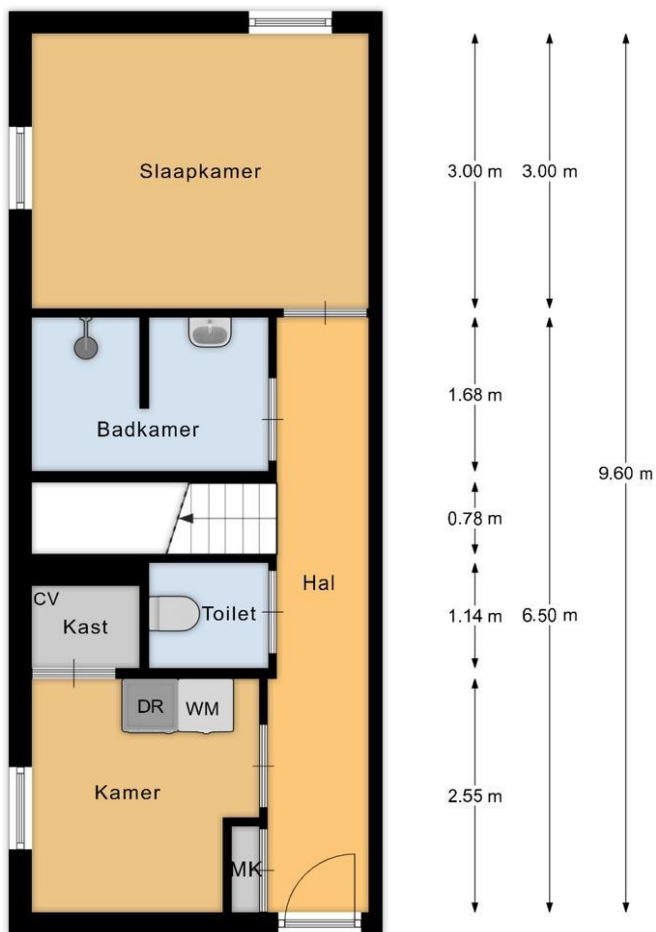 Slaapkamer
3.00 m
3.00 m
Badkamer
1.68 m
9.60 m
0.78 m
Hal
CV
Kast
Toilet
1.14 m
6.50 m
DR
WM
Kamer
2.55 m
MK